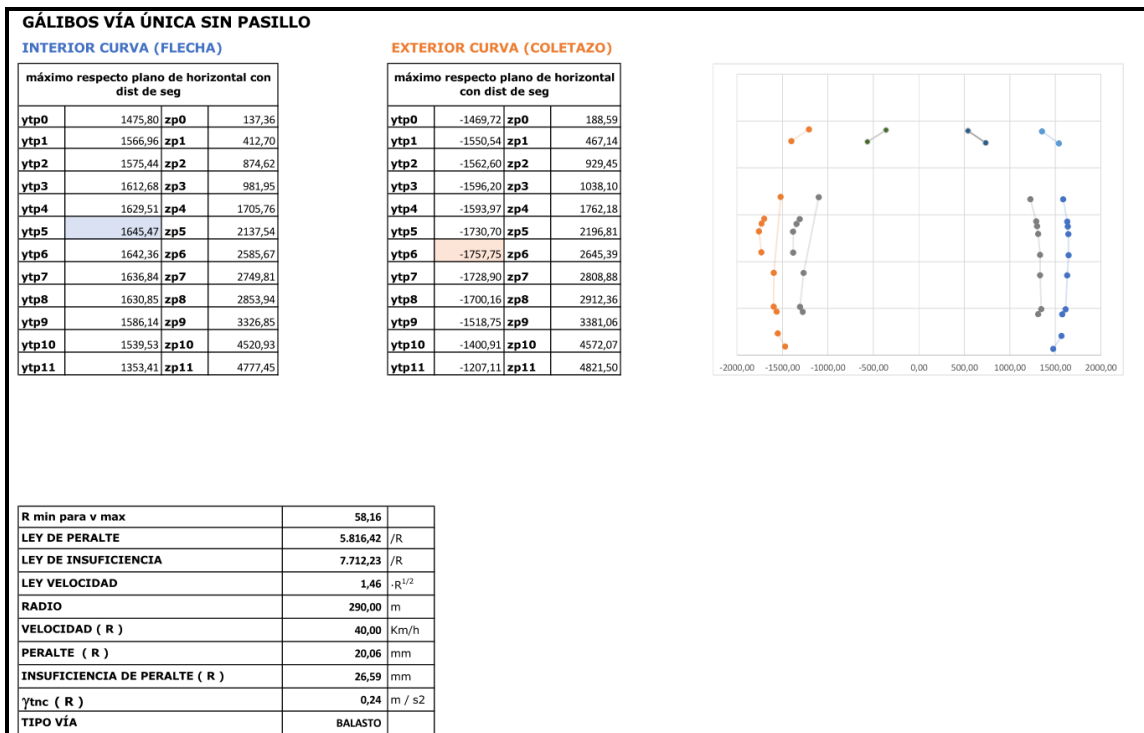 GÁLIBOS VÍA ÚNICA SIN PASILLO
INTERIOR CURVA (FLECHA)
máximo respecto plano de horizontal con
dist de seg
ytp0 1475,80 zp0 137,36
ytp1 1566,96 zp1 412,70
ytp2 1575,44 zp2 874,62
ytp3 1612,68 zp3 981,95
ytp4 1629,51 zp4 1705,76
ytp5 1645,47 zp5 2137,54
ytp6 1642,36 zp6 2585,67
ytp7 1636,84 zp7 2749,81
ytp8 1630,85 zp8 2853,94
ytp9 1586,14 zp9 3326,85
ytp10 1539,53 zp10 4520,93
ytp11 1353,41 zp11 4777,45
EXTERIOR CURVA (COLETAZO)
máximo respecto plano de horizontal
con dist de seg
ytp0 -1469,72 zp0 188,59
ytp1 -1550,54 zp1 467,14
ytp2 -1562,60 zp2 929,45
ytp3 -1596,20 zp3 1038,10
ytp4 -1593,97 zp4 1762,18
ytp5 -1730,70 zp5 2196,81
ytp6 -1757,75 zp6 2645,39
ytp7 -1728,90 zp7 2808,88
ytp8 -1700,16 zp8 2912,36
ytp9 -1518,75 zp9 3381,06
ytp10 -1400,91 zp10 4572,07
ytp11 -1207,11 zp11 4821,50
-2000,00 -1500,00 -1000,00 -500,00 0,00 500,00 1000,00 1500,00 2000,00
R min para v max 58,16
LEY DE PERALTE 5.816,42 /R
LEY DE INSUFICIENCIA 7.712,23 /R
LEY VELOCIDAD 1,46 ·R1/2
RADIO 290,00 m
VELOCIDAD ( R ) 40,00 Km/h
PERALTE ( R ) 20,06 mm
INSUFICIENCIA DE PERALTE ( R ) 26,59 mm
γtnc ( R ) 0,24 m / s2
TIPO VÍA BALASTO